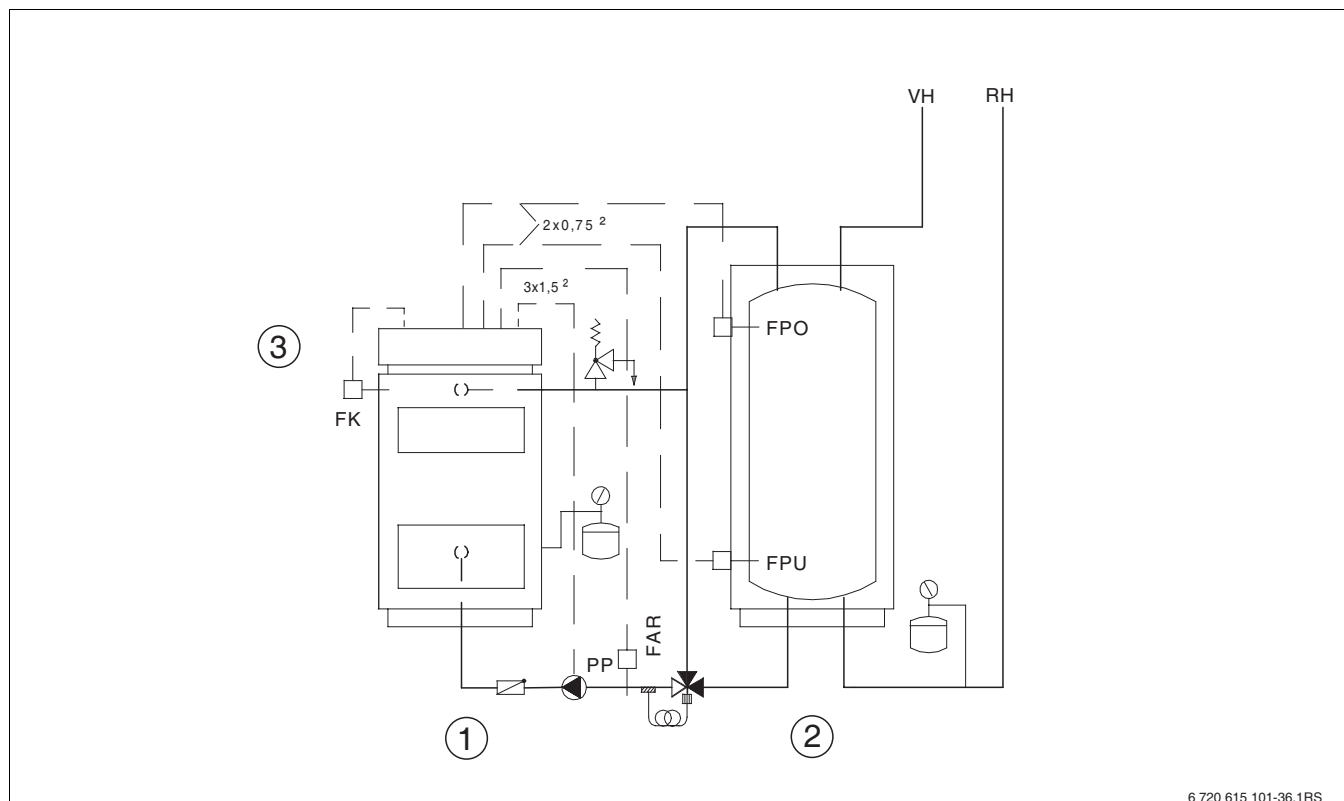 VH
RH
2x0,75 ²
3x1,5 ²
3
FPO
FK
FPU
FAR
PP
1
2
6 720 615 101-36.1RS